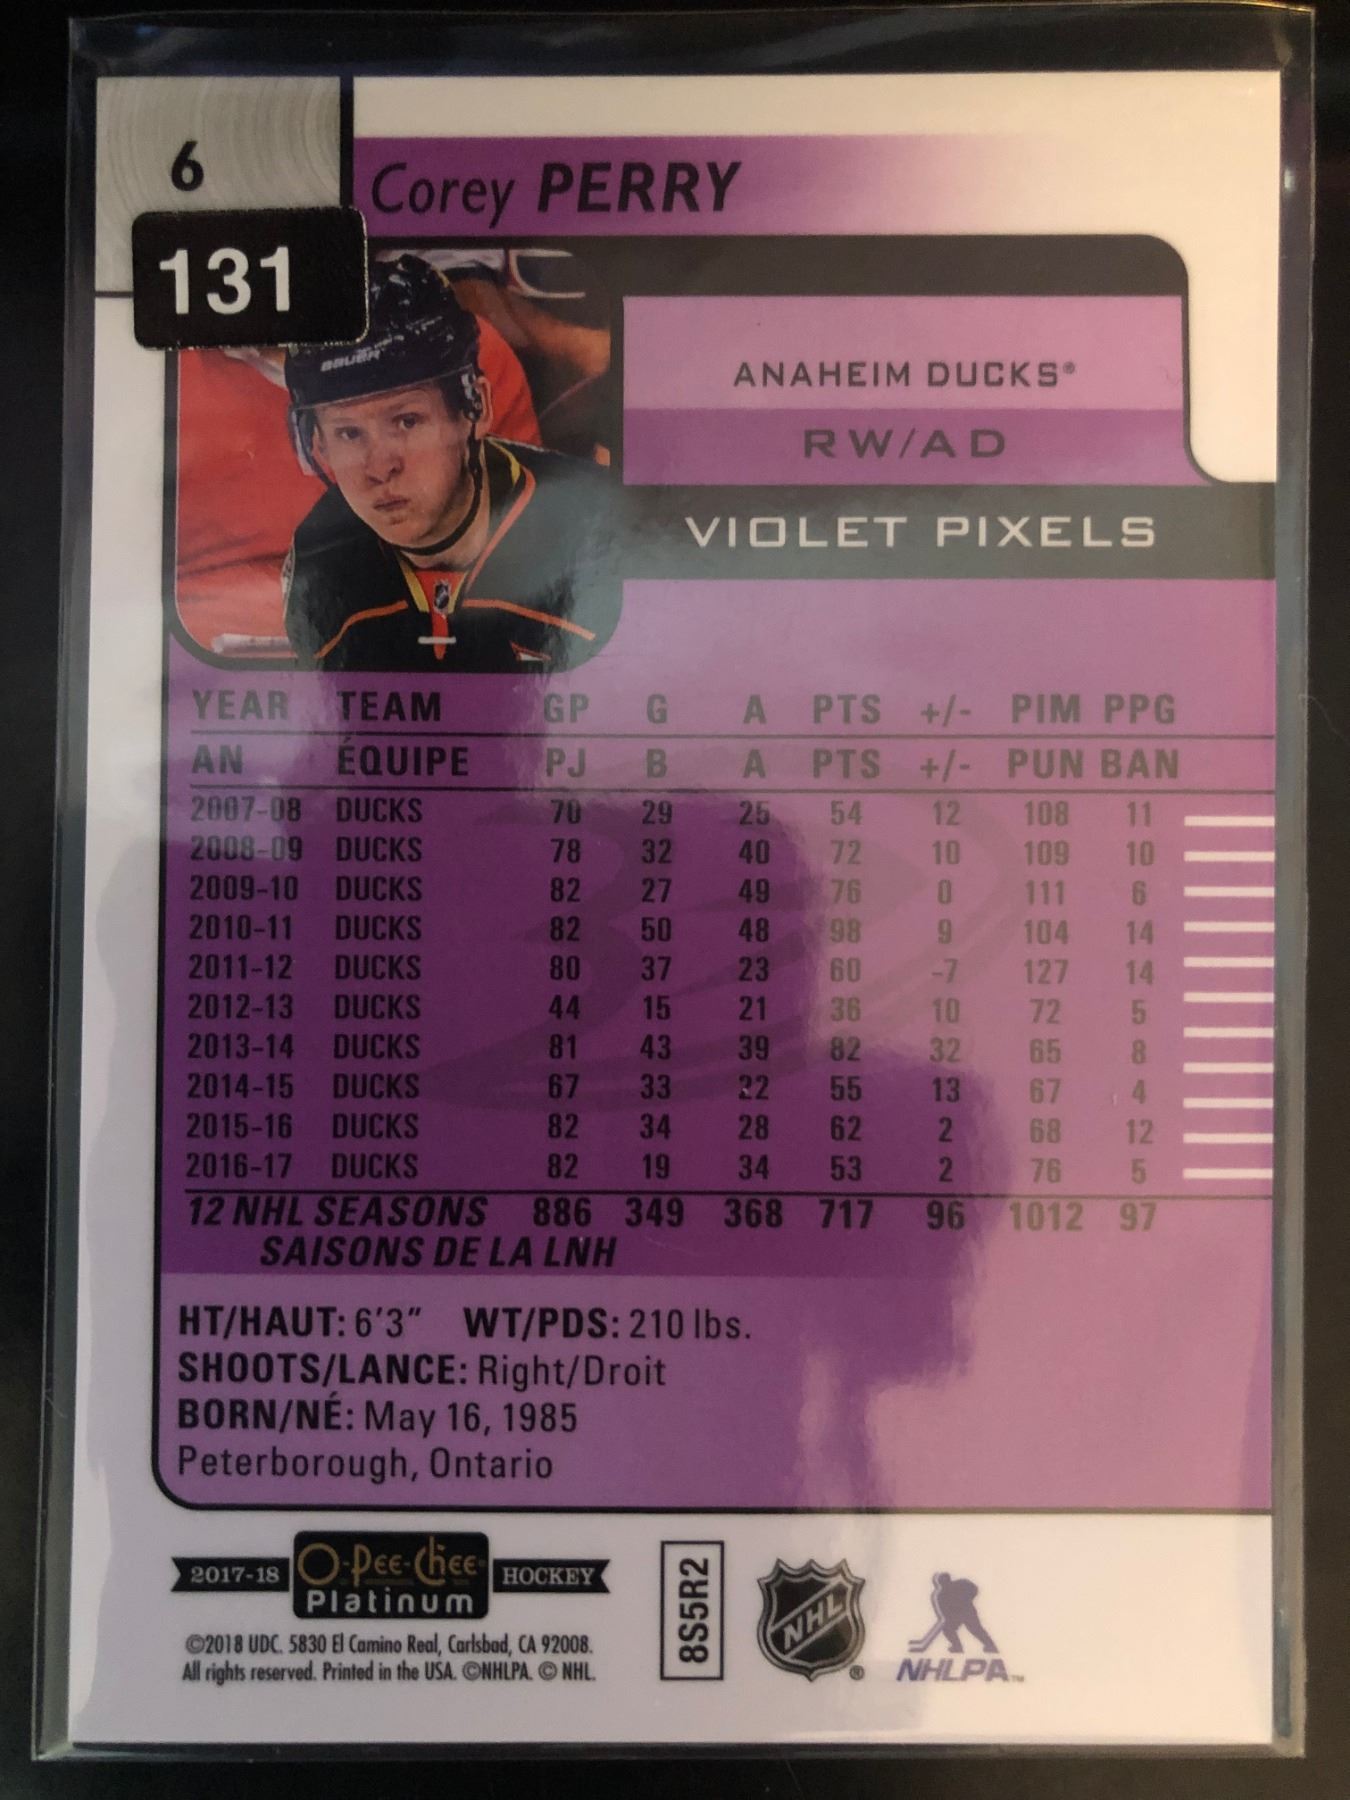 6
Corey PERRY
131
BAUER
ANAHEIM DUCKS®
RW/AD
VIOLET PIXELS
YEAR TEAM GP G A PTS +/- PIM PPG
AN ÉQUIPE PJ B A PTS +/- PUN BAN
2007-08 DUCKS 70 29 25 54 12 108 11
2008-09 DUCKS 78 32 40 72 10 109 10
2009-10 DUCKS 82 27 49 76 0 111 6
2010-11 DUCKS 82 50 48 98 9 104 14
2011-12 DUCKS 80 37 23 60 -7 127 14
2012-13 DUCKS 44 15 21 36 10 72 5
2013-14 DUCKS 81 43 39 82 32 65 8
2014-15 DUCKS 67 33 22 55 13 67 4
2015-16 DUCKS 82 34 28 62 2 68 12
2016-17 DUCKS 82 19 34 53 2 76 5
12 NHL SEASONS 886 349 368 717 96 1012 97
SAISONS DE LA LNH
HT/HAUT: 6'3" WT/PDS: 210 lbs.
SHOOTS/LANCE: Right/Droit
BORN/NÉ: May 16, 1985
Peterborough, Ontario
2017-18 O-Pee-Chee HOCKEY
Platinum
©2018 UDC. 5830 El Camino Real, Carlsbad, CA 92008.
All rights reserved. Printed in the USA. ©NHLPA. © NHL.
8S5R2
NHL®
NHLPA™